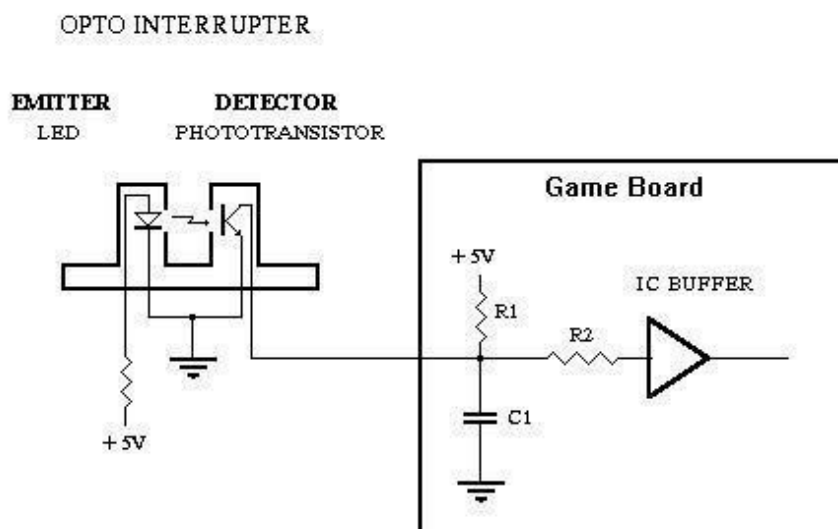 OPTO INTERRUPTER
EMITTER
LED
DETECTOR
PHOTOTRANSISTOR
+5V
Game Board
+5V
R1
R2
IC BUFFER
C1